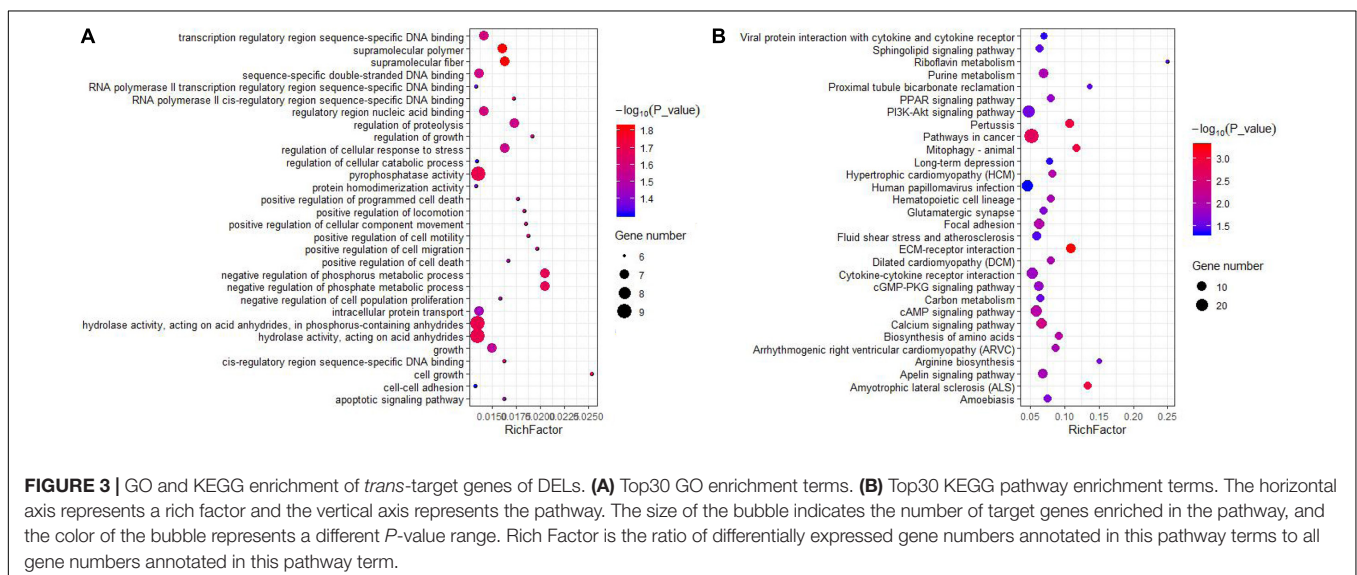 A
transcription regulatory region sequence-specific DNA binding
supramolecular polymer
supramolecular fiber
sequence-specific double-stranded DNA binding
RNA polymerase II transcription regulatory region sequence-specific DNA binding
RNA polymerase II cis-regulatory region sequence-specific DNA binding
regulatory region nucleic acid binding
regulation of proteolysis
regulation of growth
regulation of cellular response to stress
regulation of cellular catabolic process
pyrophosphatase activity
protein homodimerization activity
positive regulation of programmed cell death
positive regulation of locomotion
positive regulation of cellular component movement
positive regulation of cell motility
positive regulation of cell migration
positive regulation of cell death
negative regulation of phosphorus metabolic process
negative regulation of phosphate metabolic process
negative regulation of cell population proliferation
intracellular protein transport
hydrolase activity, acting on acid anhydrides, in phosphorus-containing anhydrides
hydrolase activity, acting on acid anhydrides
growth
cis-regulatory region sequence-specific DNA binding
cell growth
cell-cell adhesion
apoptotic signaling pathway
0.0150 0.0175 0.0200 0.0225 0.0250
RichFactor
−log10(P_value)
1.8
1.7
1.6
1.5
1.4
Gene number
6
7
8
9
B
Viral protein interaction with cytokine and cytokine receptor
Sphingolipid signaling pathway
Riboflavin metabolism
Purine metabolism
Proximal tubule bicarbonate reclamation
PPAR signaling pathway
PI3K-Akt signaling pathway
Pertussis
Pathways in cancer
Mitophagy - animal
Long-term depression
Hypertrophic cardiomyopathy (HCM)
Human papillomavirus infection
Hematopoietic cell lineage
Glutamatergic synapse
Focal adhesion
Fluid shear stress and atherosclerosis
ECM-receptor interaction
Dilated cardiomyopathy (DCM)
Cytokine-cytokine receptor interaction
cGMP-PKG signaling pathway
Carbon metabolism
cAMP signaling pathway
Calcium signaling pathway
Biosynthesis of amino acids
Arrhythmogenic right ventricular cardiomyopathy (ARVC)
Arginine biosynthesis
Apelin signaling pathway
Amyotrophic lateral sclerosis (ALS)
Amoebiasis
0.05 0.10 0.15 0.20 0.25
RichFactor
−log10(P_value)
3.0
2.5
2.0
1.5
Gene number
10
20
FIGURE 3 | GO and KEGG enrichment of trans-target genes of DELs. (A) Top30 GO enrichment terms. (B) Top30 KEGG pathway enrichment terms. The horizontal
axis represents a rich factor and the vertical axis represents the pathway. The size of the bubble indicates the number of target genes enriched in the pathway, and
the color of the bubble represents a different P-value range. Rich Factor is the ratio of differentially expressed gene numbers annotated in this pathway terms to all
gene numbers annotated in this pathway term.